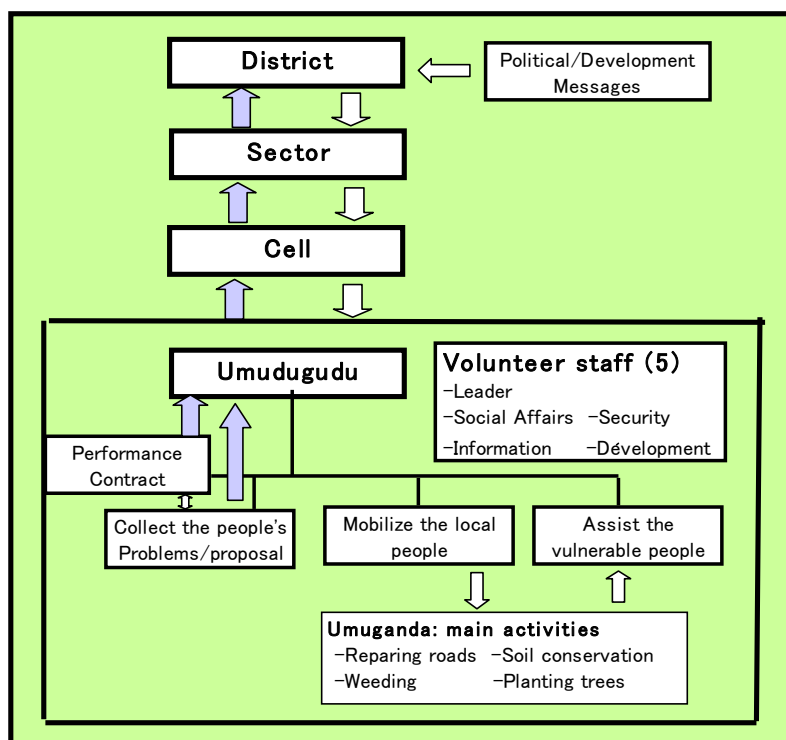 District
Political/Development
Messages
Sector
Cell
Umudugudu
Volunteer staff (5)
-Leader
-Social Affairs -Security
-Information -Dévelopment
Performance
Contract
Collect the people's
Problems/proposal
Mobilize the local
people
Assist the
vulnerable people
Umuganda: main activities
-Reparing roads -Soil conservation
-Weeding -Planting trees